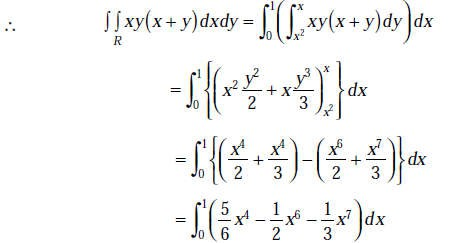 ∴ ∫∫_R xy(x + y)dxdy = ∫_0^1 (∫_{x^2}^{x} xy(x + y)dy) dx
= ∫_0^1 {(x^2 y^2/2 + x y^3/3)_{x^2}^{x}} dx
= ∫_0^1 {(x^4/2 + x^4/3) − (x^6/2 + x^7/3)} dx
= ∫_0^1 (5/6 x^4 − 1/2 x^6 − 1/3 x^7) dx